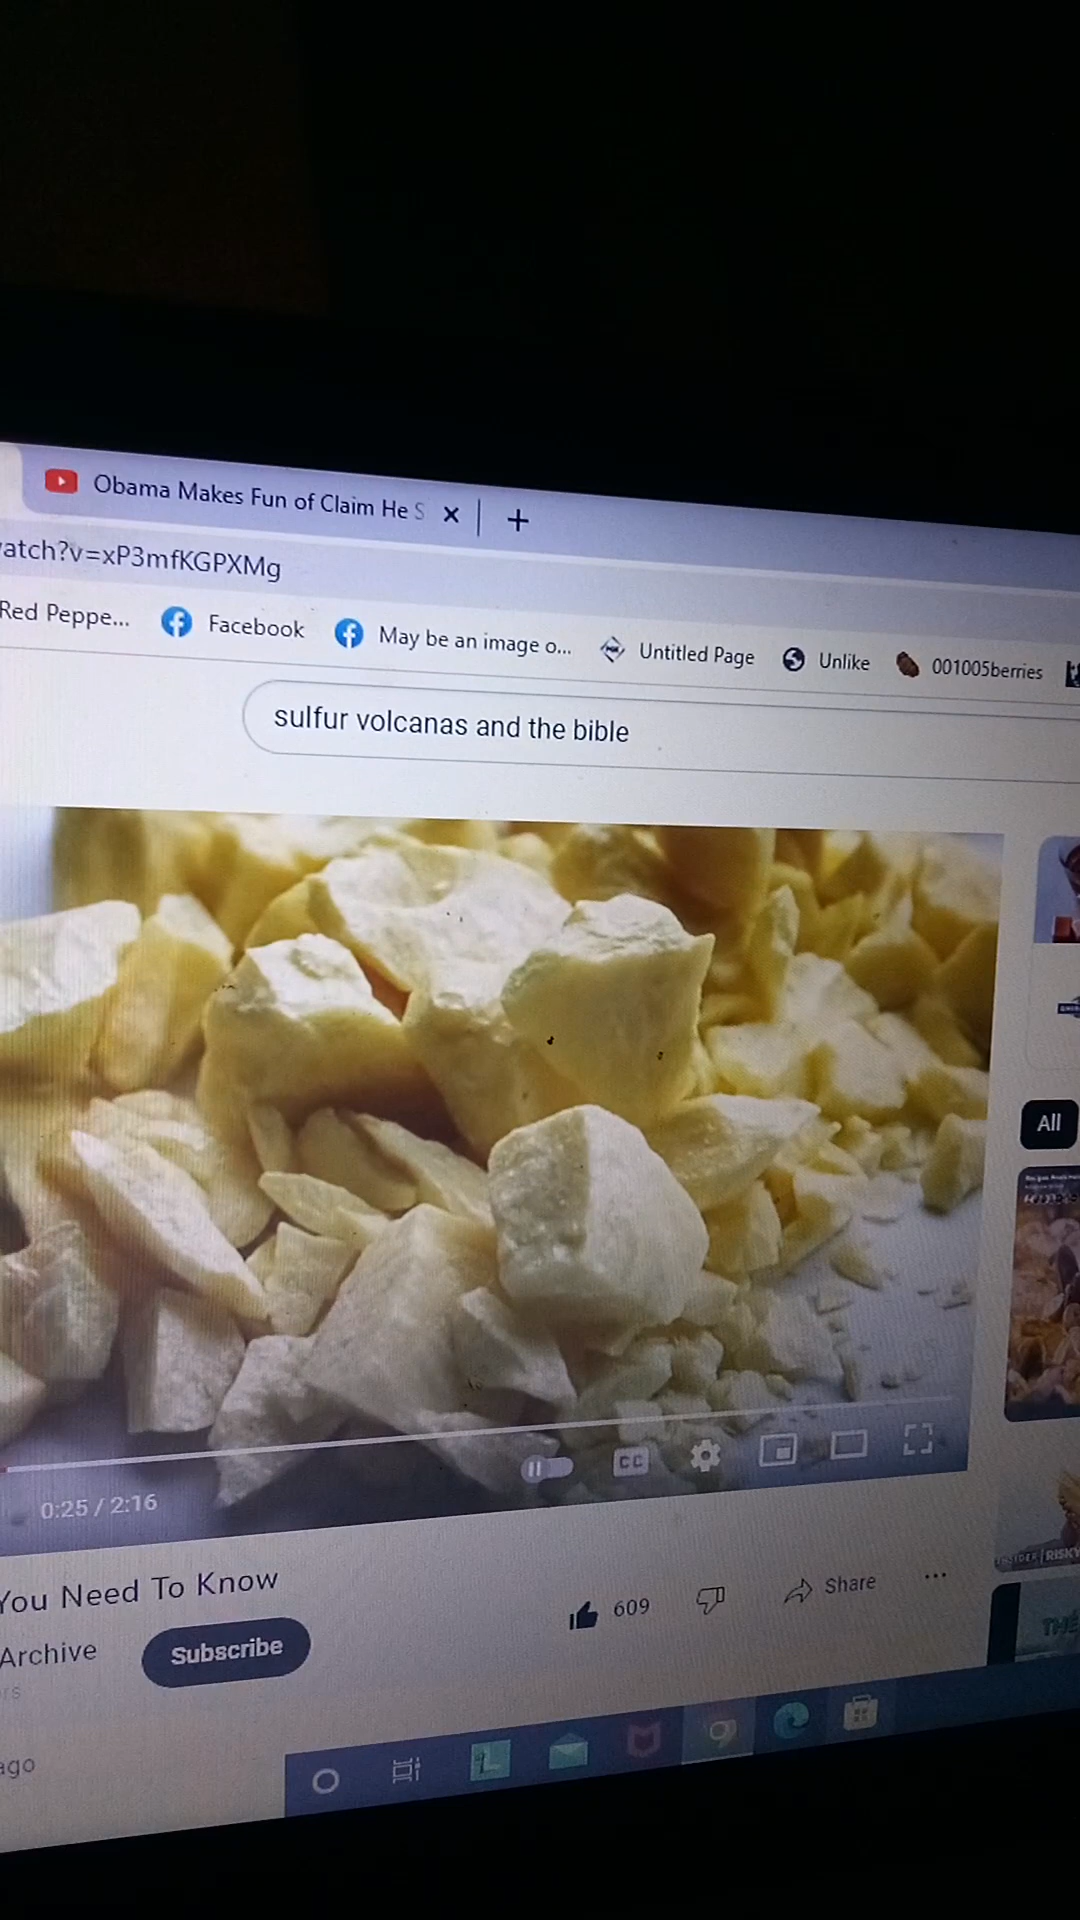 Obama Makes Fun of Claim He S
atch?v=xP3mfKGPXMg
Red Peppe... Facebook May be an image o... Untitled Page Unlike 001005berries
sulfur volcanas and the bible
All
CC
0:25 / 2:16
You Need To Know
609 Share
Archive Subscribe
ago